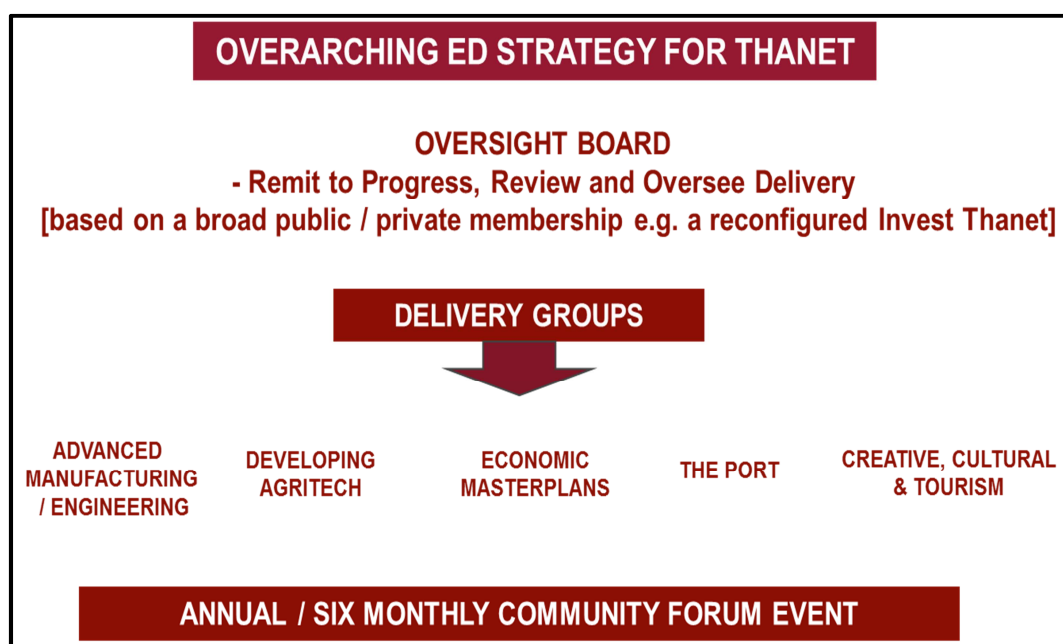 OVERARCHING ED STRATEGY FOR THANET
OVERSIGHT BOARD
- Remit to Progress, Review and Oversee Delivery
[based on a broad public / private membership e.g. a reconfigured Invest Thanet]
DELIVERY GROUPS
ADVANCED
MANUFACTURING
/ ENGINEERING
DEVELOPING
AGRITECH
ECONOMIC
MASTERPLANS
THE PORT
CREATIVE, CULTURAL
& TOURISM
ANNUAL / SIX MONTHLY COMMUNITY FORUM EVENT